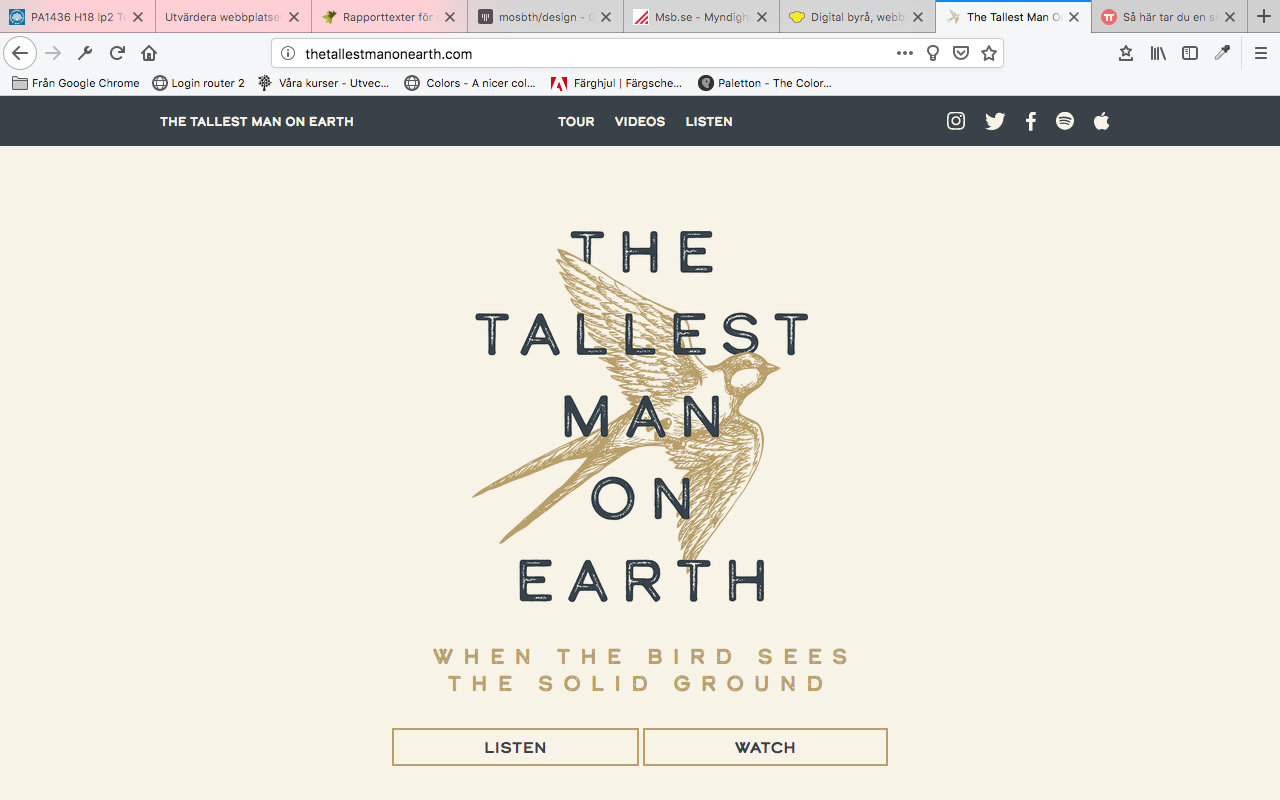 PA1436 H18 lp2 T
Utvärdera webbplatse
Rapporttexter för
mosbth/design - G
Msb.se - Myndigh
Digital byrå, webb
The Tallest Man O
Så här tar du en s
thetallestmanonearth.com
Från Google Chrome
Login router 2
Våra kurser - Utvec...
Colors - A nicer col...
Färghjul | Färgsche...
Paletton - The Color...
THE TALLEST MAN ON EARTH
TOUR VIDEOS LISTEN
THE
TALLEST
MAN
ON
EARTH
WHEN THE BIRD SEES
THE SOLID GROUND
LISTEN
WATCH